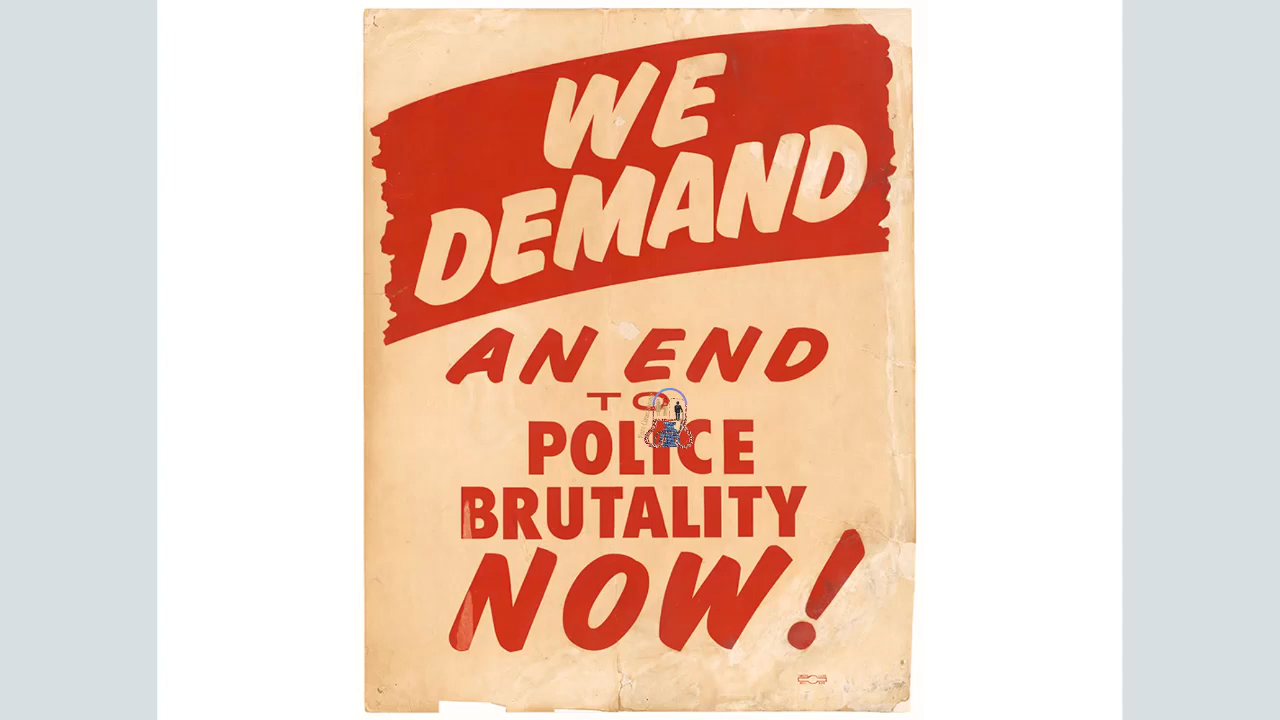 WE
DEMAND
AN END
TO
POLICE
BRUTALITY
NOW!